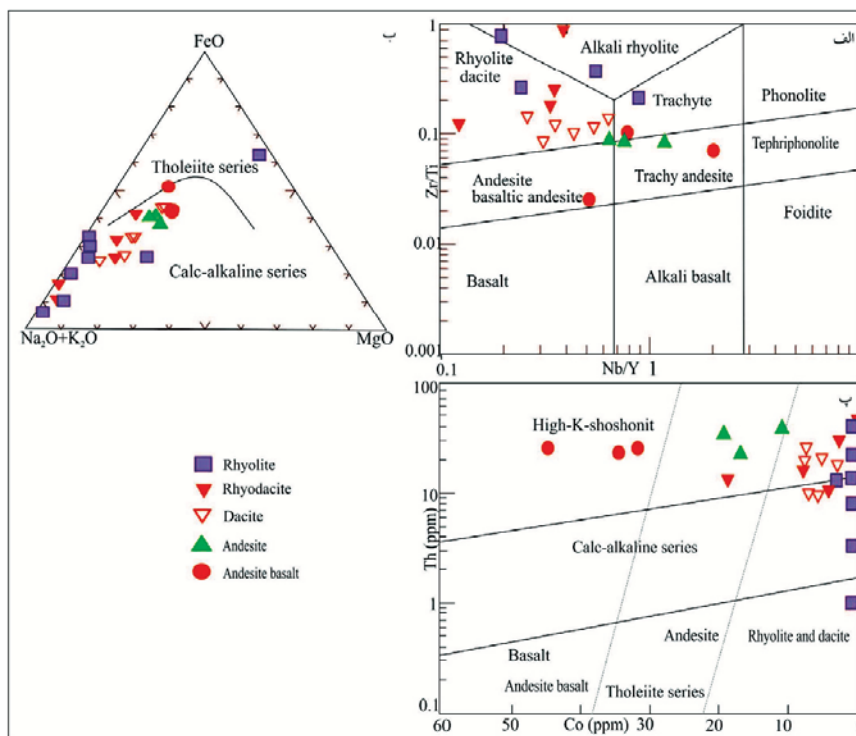 FeO
ب
Tholeiite series
Calc-alkaline series
Na₂O+K₂O
MgO
Rhyolite
Rhyodacite
Dacite
Andesite
Andesite basalt
الف
1
0.1
0.01
0.001
Zr/Ti
Rhyolite
dacite
Alkali rhyolite
Trachyte
Phonolite
Tephriphonolite
Andesite
basaltic andesite
Trachy andesite
Foidite
Basalt
Alkali basalt
0.1
Nb/Y
1
100
10
1
0.1
Th (ppm)
High-K-shoshonit
Calc-alkaline series
Andesite
Rhyolite and dacite
Basalt
Andesite basalt
Tholeiite series
60
50
Co (ppm)
30
20
10